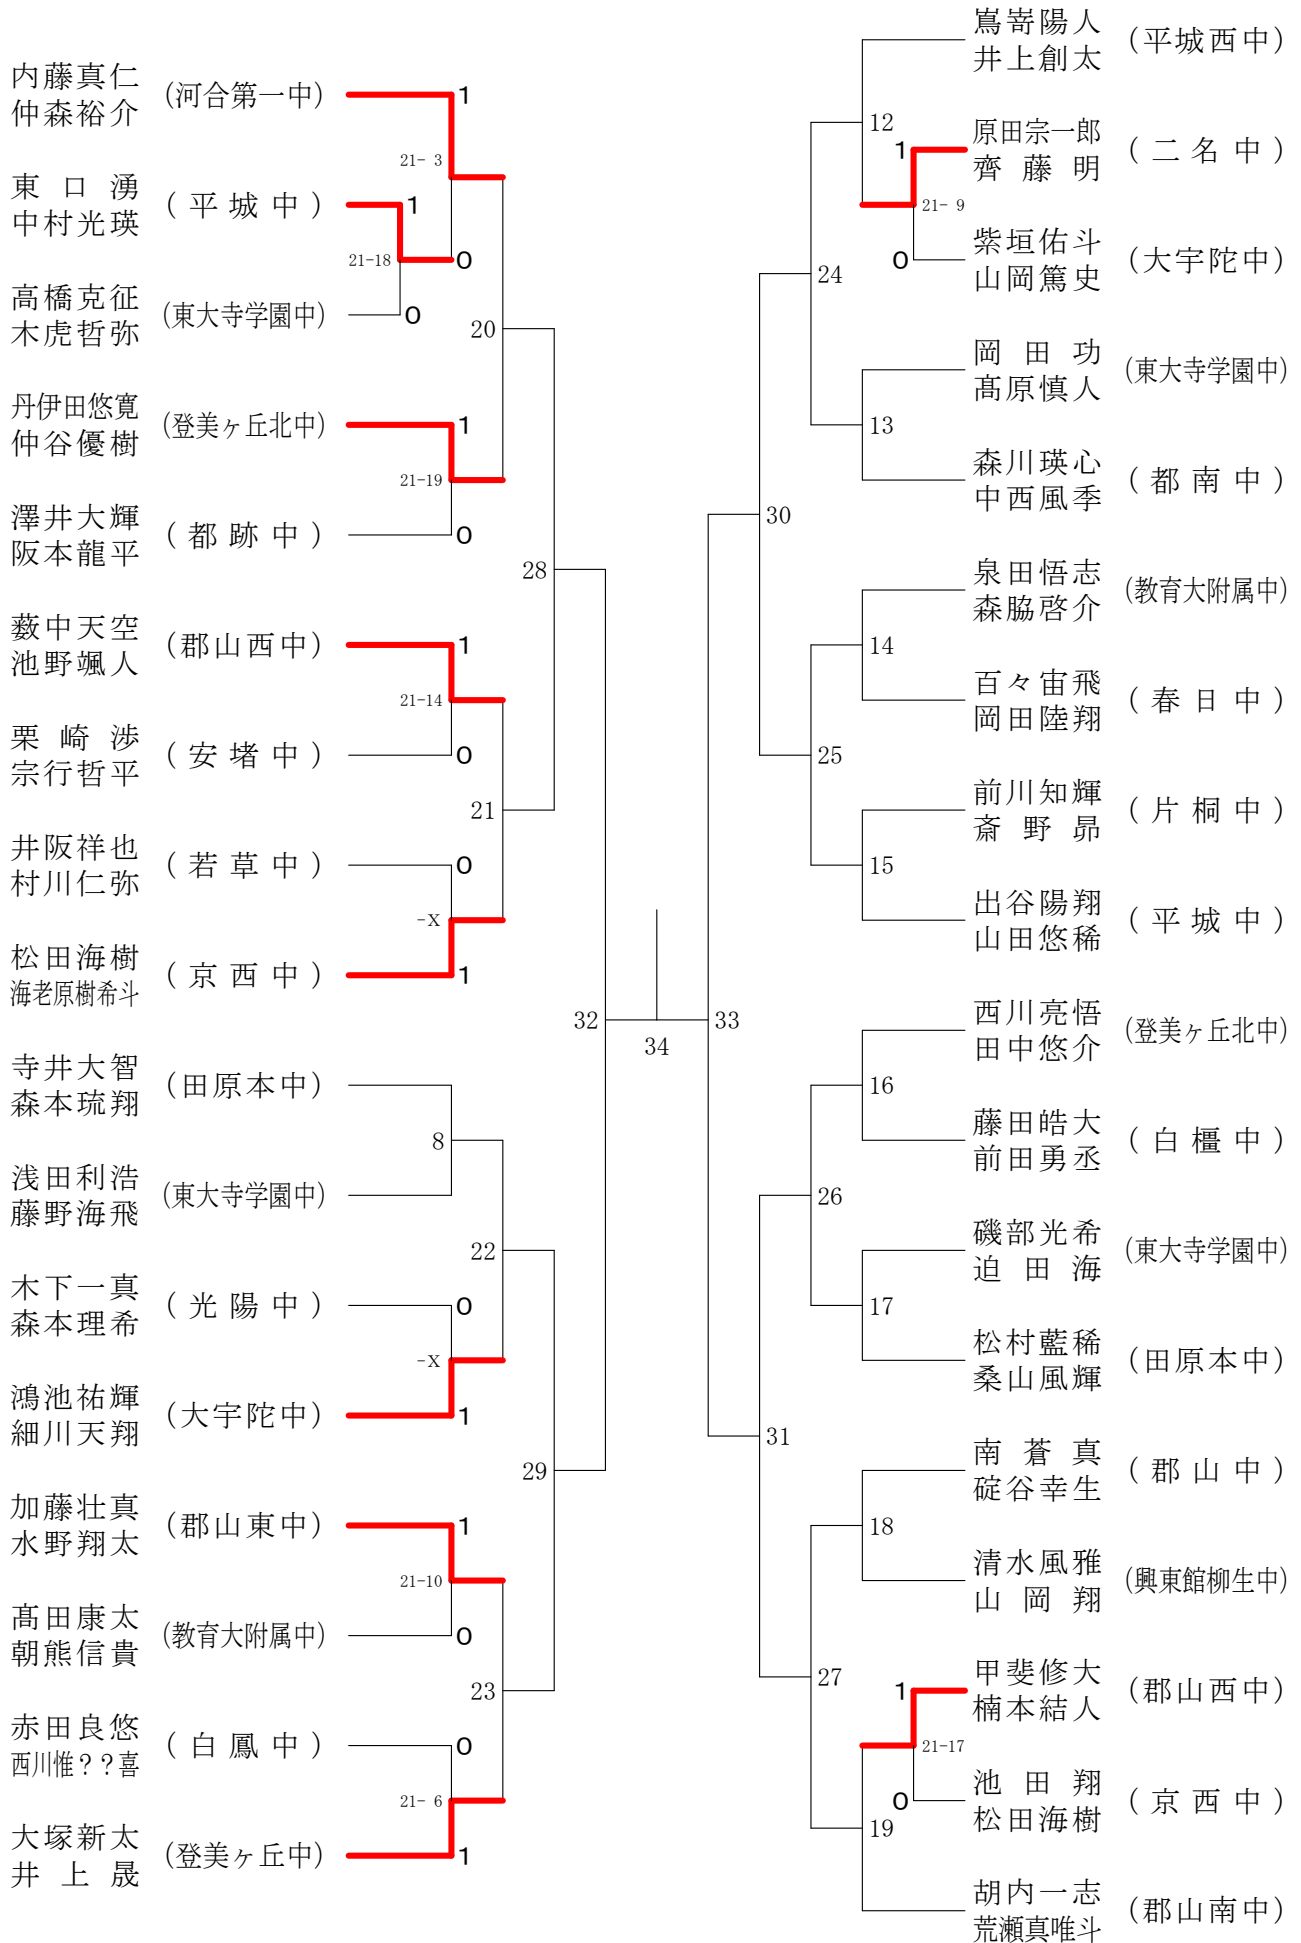 内藤真仁
仲森裕介
(河合第一中)
1
21- 3
東口湧
中村光瑛
(平城中)
1
21-18
0
高橋克征
木虎哲弥
(東大寺学園中)
0
20
丹伊田悠寛
仲谷優樹
(登美ヶ丘北中)
1
21-19
澤井大輝
阪本龍平
(都跡中)
0
28
薮中天空
池野颯人
(郡山西中)
1
21-14
栗崎渉
宗行哲平
(安堵中)
0
21
井阪祥也
村川仁弥
(若草中)
0
-X
松田海樹
海老原樹希斗
(京西中)
1
32
寺井大智
森本琉翔
(田原本中)
8
浅田利浩
藤野海飛
(東大寺学園中)
22
木下一真
森本理希
(光陽中)
0
-X
鴻池祐輝
細川天翔
(大宇陀中)
1
29
加藤壮真
水野翔太
(郡山東中)
1
21-10
髙田康太
朝熊信貴
(教育大附属中)
0
23
赤田良悠
西川惟??喜
(白鳳中)
0
21- 6
大塚新太
井上晟
(登美ヶ丘中)
1
34
33
嶌嵜陽人
井上創太
(平城西中)
12
原田宗一郎
齊藤明
(二名中)
1
21- 9
柴垣佑斗
山岡篤史
(大宇陀中)
0
24
岡田功
髙原慎人
(東大寺学園中)
13
森川瑛心
中西風季
(都南中)
30
泉田悟志
森脇啓介
(教育大附属中)
14
百々宙飛
岡田陸翔
(春日中)
25
前川知輝
斎野昴
(片桐中)
15
出谷陽翔
山田悠稀
(平城中)
西川亮悟
田中悠介
(登美ヶ丘北中)
16
藤田皓大
前田勇丞
(白橿中)
26
磯部光希
迫田海
(東大寺学園中)
17
松村藍稀
桑山風輝
(田原本中)
31
南蒼真
碇谷幸生
(郡山中)
18
清水風雅
山岡翔
(興東館柳生中)
27
甲斐修大
楠本結人
(郡山西中)
1
21-17
池田翔
松田海樹
(京西中)
0
19
胡内一志
荒瀬真唯斗
(郡山南中)